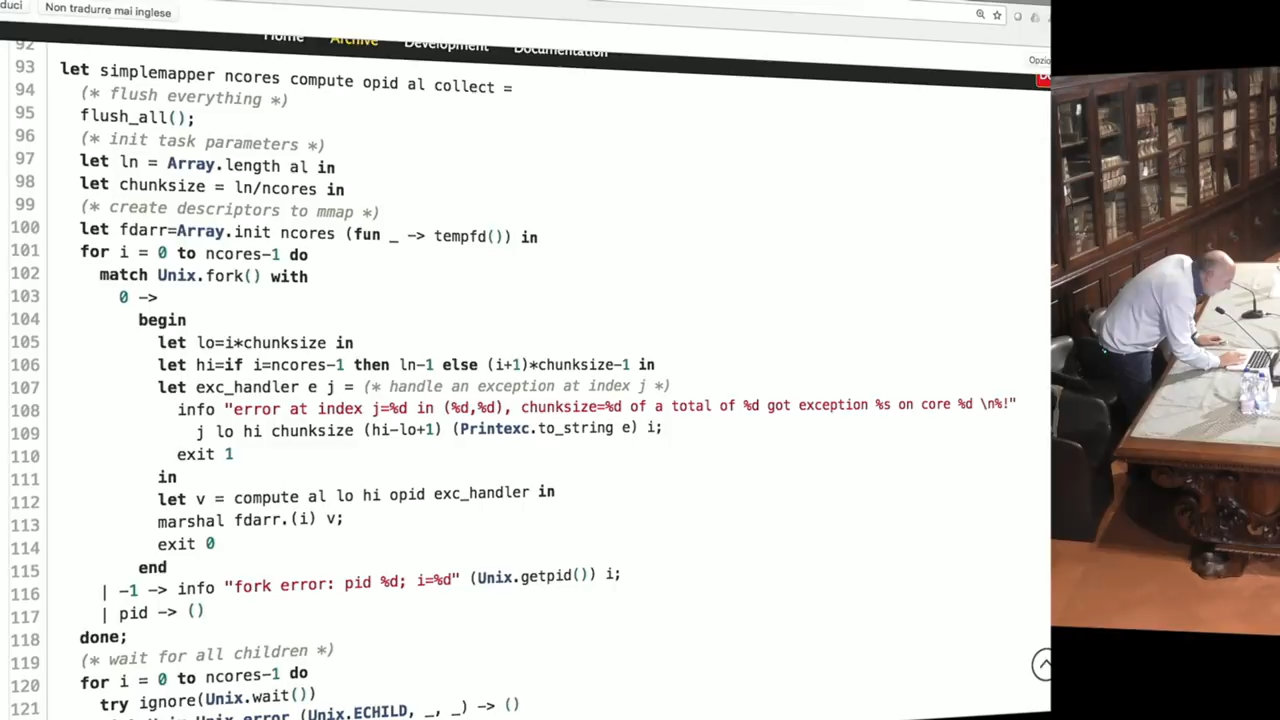 duci
Non tradurre mai inglese
Home Archive Development Documentation
Opzio
92
93 let simplemapper ncores compute opid al collect =
94 (* flush everything *)
95 flush_all();
96 (* init task parameters *)
97 let ln = Array.length al in
98 let chunksize = ln/ncores in
99 (* create descriptors to mmap *)
100 let fdarr=Array.init ncores (fun _ -> tempfd()) in
101 for i = 0 to ncores-1 do
102 match Unix.fork() with
103 0 ->
104 begin
105 let lo=i*chunksize in
106 let hi=if i=ncores-1 then ln-1 else (i+1)*chunksize-1 in
107 let exc_handler e j = (* handle an exception at index j *)
108 info "error at index j=%d in (%d,%d), chunksize=%d of a total of %d got exception %s on core %d \n%!"
109 j lo hi chunksize (hi-lo+1) (Printexc.to_string e) i;
110 exit 1
111 in
112 let v = compute al lo hi opid exc_handler in
113 marshal fdarr.(i) v;
114 exit 0
115 end
116 | -1 -> info "fork error: pid %d; i=%d" (Unix.getpid()) i;
117 | pid -> ()
118 done;
119 (* wait for all children *)
120 for i = 0 to ncores-1 do
121 try ignore(Unix.wait())
Unix.Unix_error (Unix.ECHILD, _, _) -> ()